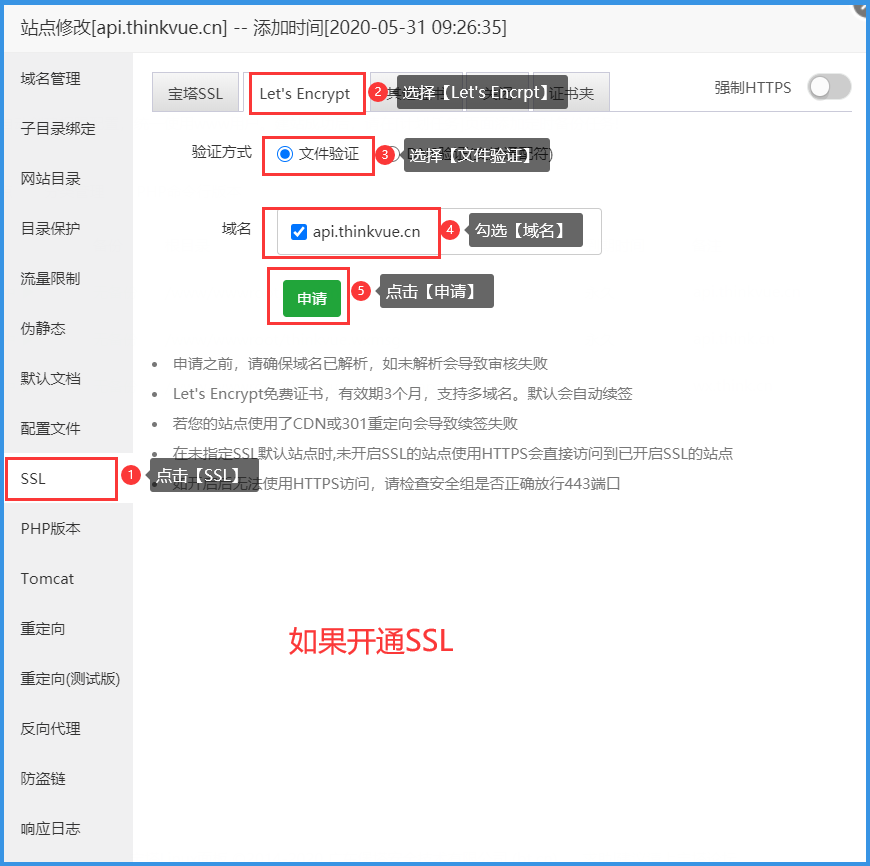 站点修改[api.thinkvue.cn] -- 添加时间[2020-05-31 09:26:35]
域名管理
子目录绑定
网站目录
目录保护
流量限制
伪静态
默认文档
配置文件
SSL
PHP版本
Tomcat
重定向
重定向(测试版)
反向代理
防盗链
响应日志
宝塔SSL
Let's Encrypt
2
选择【Let's Encrpt】
证书夹
强制HTTPS
验证方式
文件验证
3
选择【文件验证】
域名
api.thinkvue.cn
4
勾选【域名】
申请
5
点击【申请】
申请之前，请确保域名已解析，如未解析会导致审核失败
Let's Encrypt免费证书，有效期3个月，支持多域名。默认会自动续签
若您的站点使用了CDN或301重定向会导致续签失败
在未指定SSL默认站点时,未开启SSL的站点使用HTTPS会直接访问到已开启SSL的站点
1
点击【SSL】
使用HTTPS访问，请检查安全组是否正确放行443端口
如果开通SSL